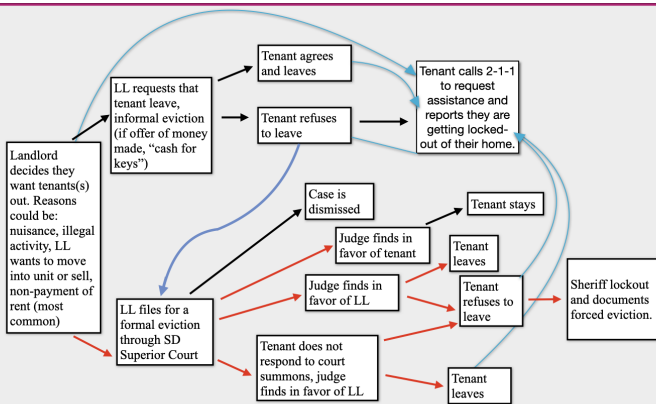 Tenant agrees
and leaves
Tenant calls 2-1-1
to request
assistance and
reports they are
getting locked-
out of their home.
LL requests that
tenant leave,
informal eviction
(if offer of money
made, “cash for
keys”)
Tenant refuses
to leave
Landlord
decides they
want tenants(s)
out. Reasons
could be:
nuisance, illegal
activity, LL
wants to move
into unit or sell,
non-payment of
rent (most
common)
Case is
dismissed
Tenant stays
Judge finds in
favor of tenant
Tenant
leaves
Judge finds in
favor of LL
Tenant
refuses to
leave
Sheriff lockout
and documents
forced eviction.
LL files for a
formal eviction
through SD
Superior Court
Tenant does not
respond to court
summons, judge
finds in favor of LL
Tenant
leaves